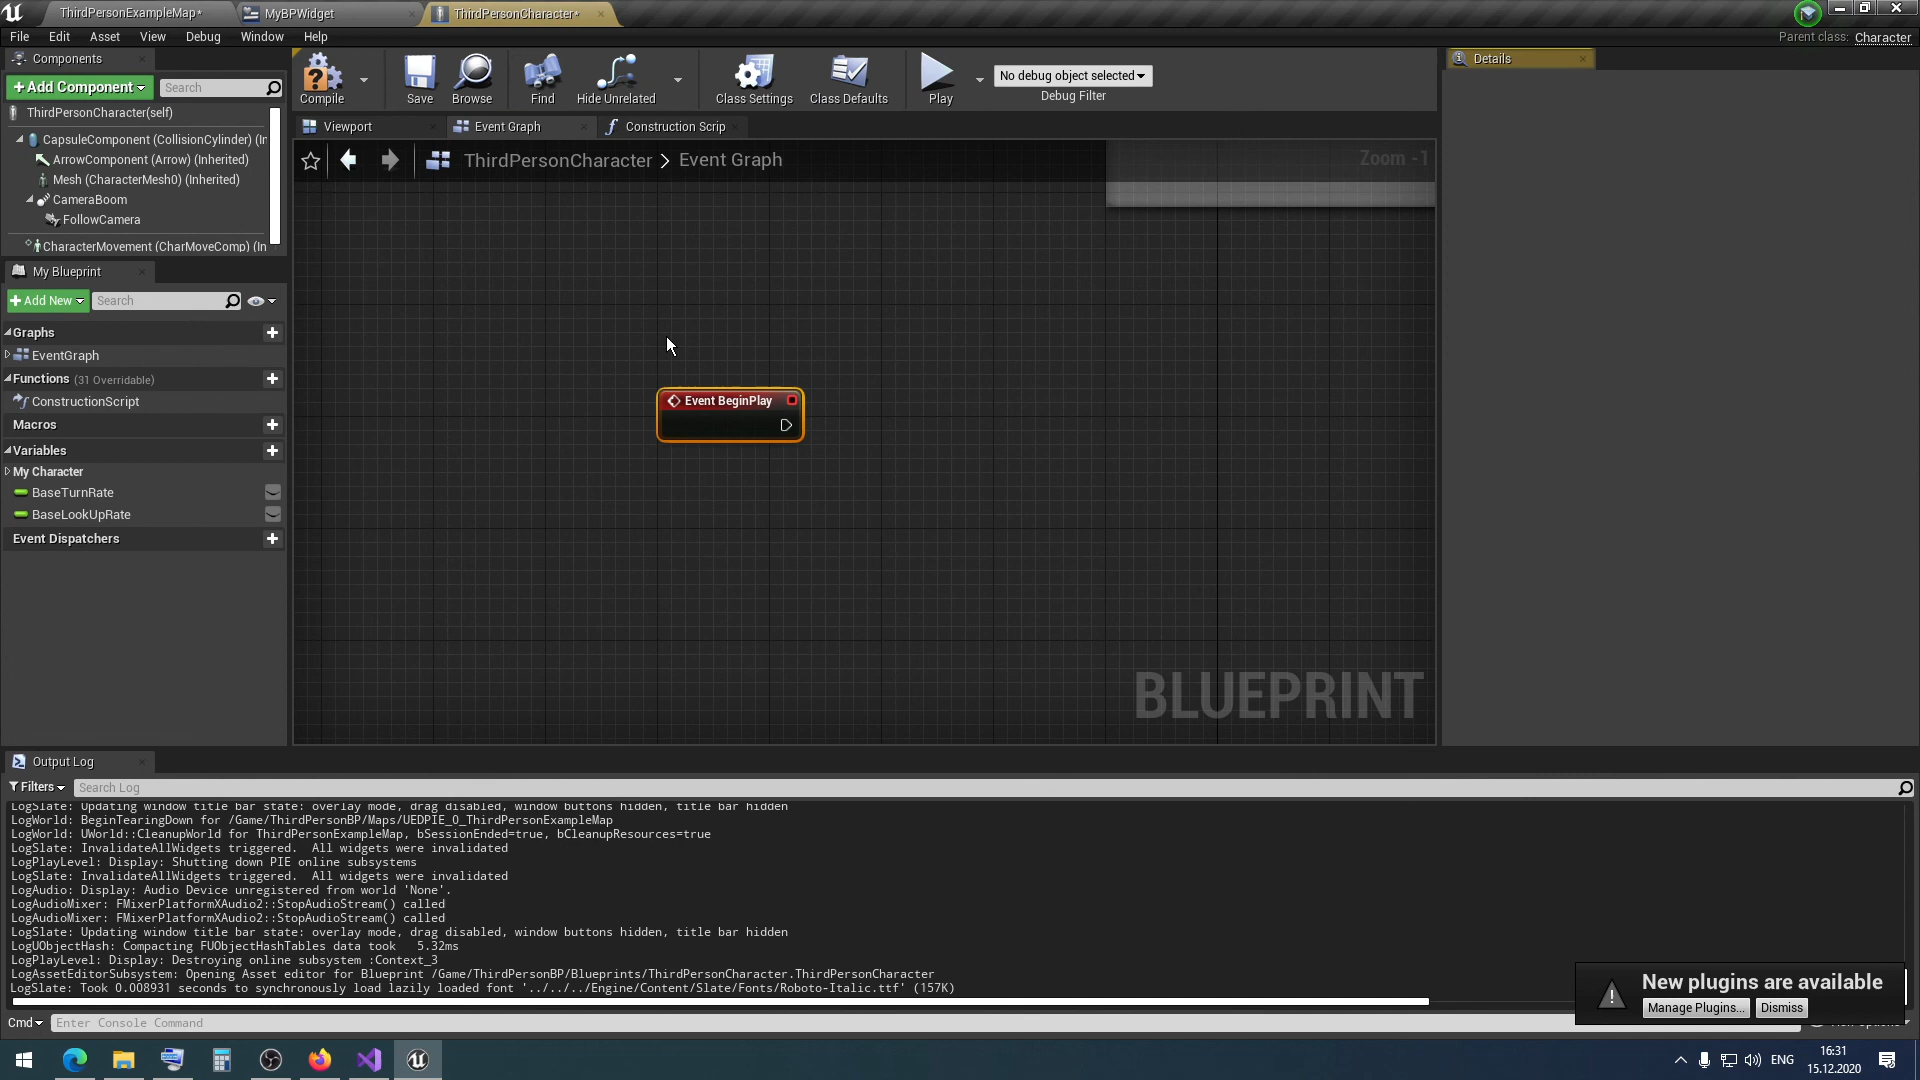 ThirdPersonExampleMap*
MyBPWidget
ThirdPersonCharacter*
File Edit Asset View Debug Window Help
Parent class: Character
Components
+Add Component
Search
ThirdPersonCharacter(self)
CapsuleComponent (CollisionCylinder) (In
ArrowComponent (Arrow) (Inherited)
Mesh (CharacterMesh0) (Inherited)
CameraBoom
FollowCamera
CharacterMovement (CharMoveComp) (In
Compile
Save
Browse
Find
Hide Unrelated
Class Settings
Class Defaults
Play
No debug object selected
Debug Filter
Details
Viewport
Event Graph
Construction Scrip
ThirdPersonCharacter > Event Graph
Zoom -1
My Blueprint
+Add New
Search
Graphs
EventGraph
Functions (31 Overridable)
ConstructionScript
Macros
Variables
My Character
BaseTurnRate
BaseLookUpRate
Event Dispatchers
Event BeginPlay
BLUEPRINT
Output Log
Filters
Search Log
LogSlate: Updating window title bar state: overlay mode, drag disabled, window buttons hidden, title bar hidden
LogWorld: BeginTearingDown for /Game/ThirdPersonBP/Maps/UEDPIE_0_ThirdPersonExampleMap
LogWorld: UWorld::CleanupWorld for ThirdPersonExampleMap, bSessionEnded=true, bCleanupResources=true
LogSlate: InvalidateAllWidgets triggered.  All widgets were invalidated
LogPlayLevel: Display: Shutting down PIE online subsystems
LogSlate: InvalidateAllWidgets triggered.  All widgets were invalidated
LogAudio: Display: Audio Device unregistered from world 'None'.
LogAudioMixer: FMixerPlatformXAudio2::StopAudioStream() called
LogAudioMixer: FMixerPlatformXAudio2::StopAudioStream() called
LogSlate: Updating window title bar state: overlay mode, drag disabled, window buttons hidden, title bar hidden
LogUObjectHash: Compacting FUObjectHashTables data took   5.32ms
LogPlayLevel: Display: Destroying online subsystem :Context_3
LogAssetEditorSubsystem: Opening Asset editor for Blueprint /Game/ThirdPersonBP/Blueprints/ThirdPersonCharacter.ThirdPersonCharacter
LogSlate: Took 0.008931 seconds to synchronously load lazily loaded font '../../../Engine/Content/Slate/Fonts/Roboto-Italic.ttf' (157K)
New plugins are available
Manage Plugins...
Dismiss
Cmd
Enter Console Command
ENG
16:31
15.12.2020